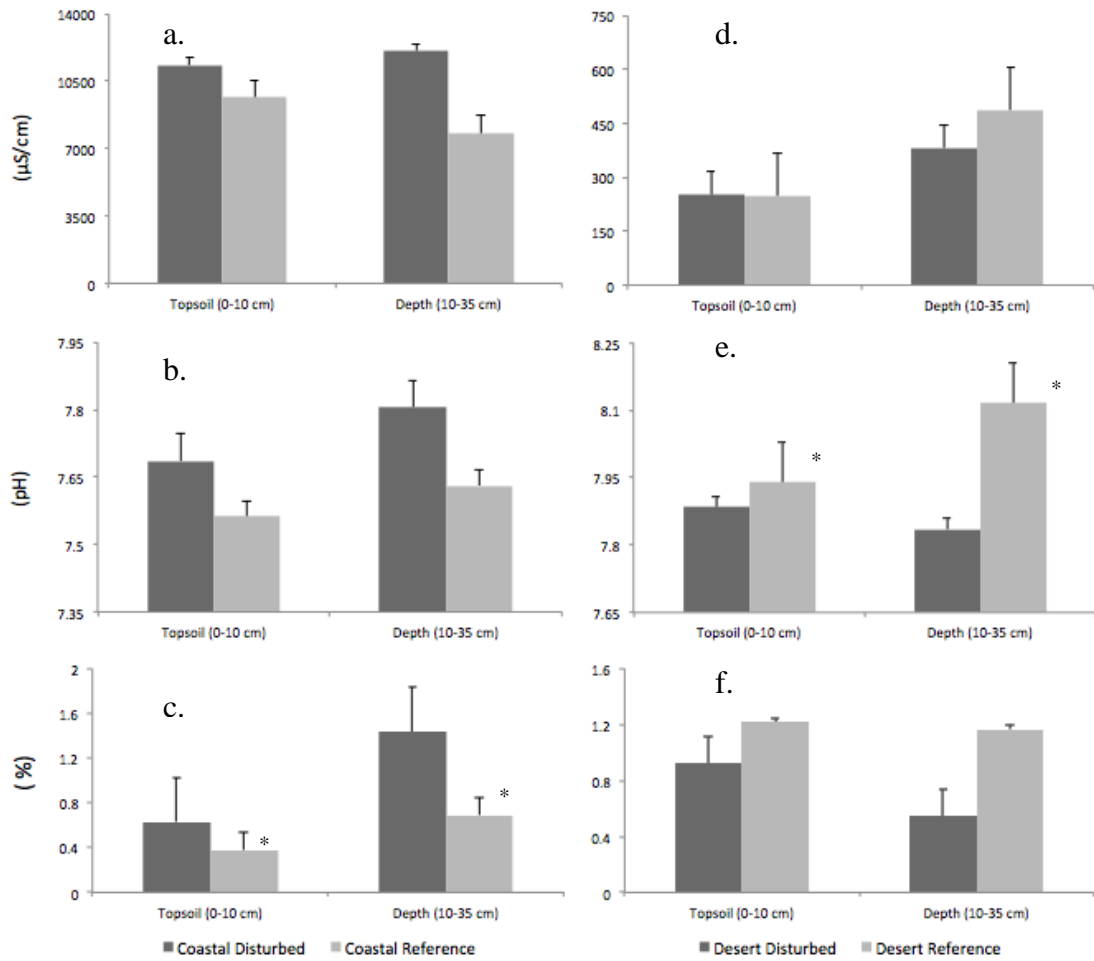 a.
(µS/cm)
14000
10500
7000
3500
0
Topsoil (0-10 cm)
Depth (10-35 cm)
d.
750
600
450
300
150
0
Topsoil (0-10 cm)
Depth (10-35 cm)
b.
(pH)
7.95
7.8
7.65
7.5
7.35
Topsoil (0-10 cm)
Depth (10-35 cm)
e.
8.25
8.1
7.95
7.8
7.65
*
*
Topsoil (0-10 cm)
Depth (10-35 cm)
c.
( %)
2
1.6
1.2
0.8
0.4
0
*
*
Topsoil (0-10 cm)
Depth (10-35 cm)
Coastal Disturbed
Coastal Reference
f.
1.6
1.2
0.8
0.4
0
Topsoil (0-10 cm)
Depth (10-35 cm)
Desert Disturbed
Desert Reference